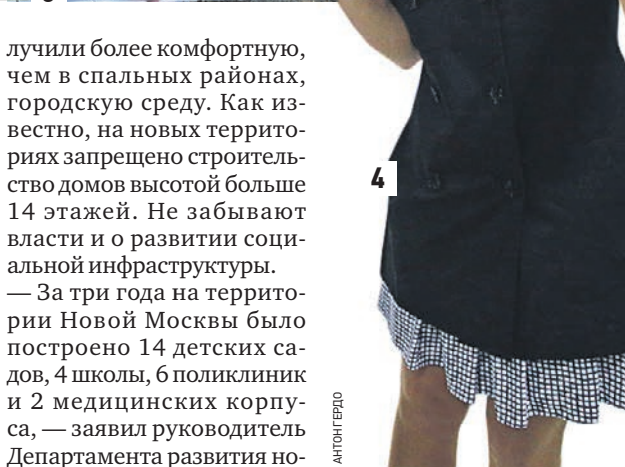 лучили более комфортную,
чем в спальных районах,
городскую среду. Как из-
вестно, на новых террито-
риях запрещено строитель-
ство домов высотой больше
14 этажей. Не забывают
власти и о развитии соци-
альной инфраструктуры.
— За три года на террито-
рии Новой Москвы было
построено 14 детских са-
дов, 4 школы, 6 поликлиник
и 2 медицинских корпу-
са, — заявил руководитель
Департамента развития но-
АНТОН ГЕРДО
4